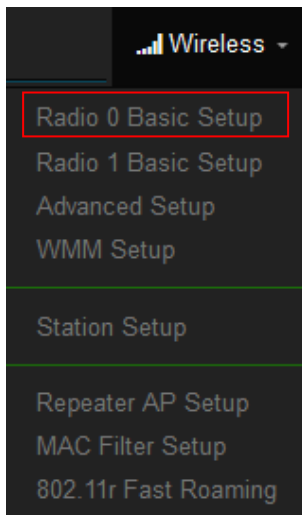 Wireless
Radio 0 Basic Setup
Radio 1 Basic Setup
Advanced Setup
WMM Setup
Station Setup
Repeater AP Setup
MAC Filter Setup
802.11r Fast Roaming